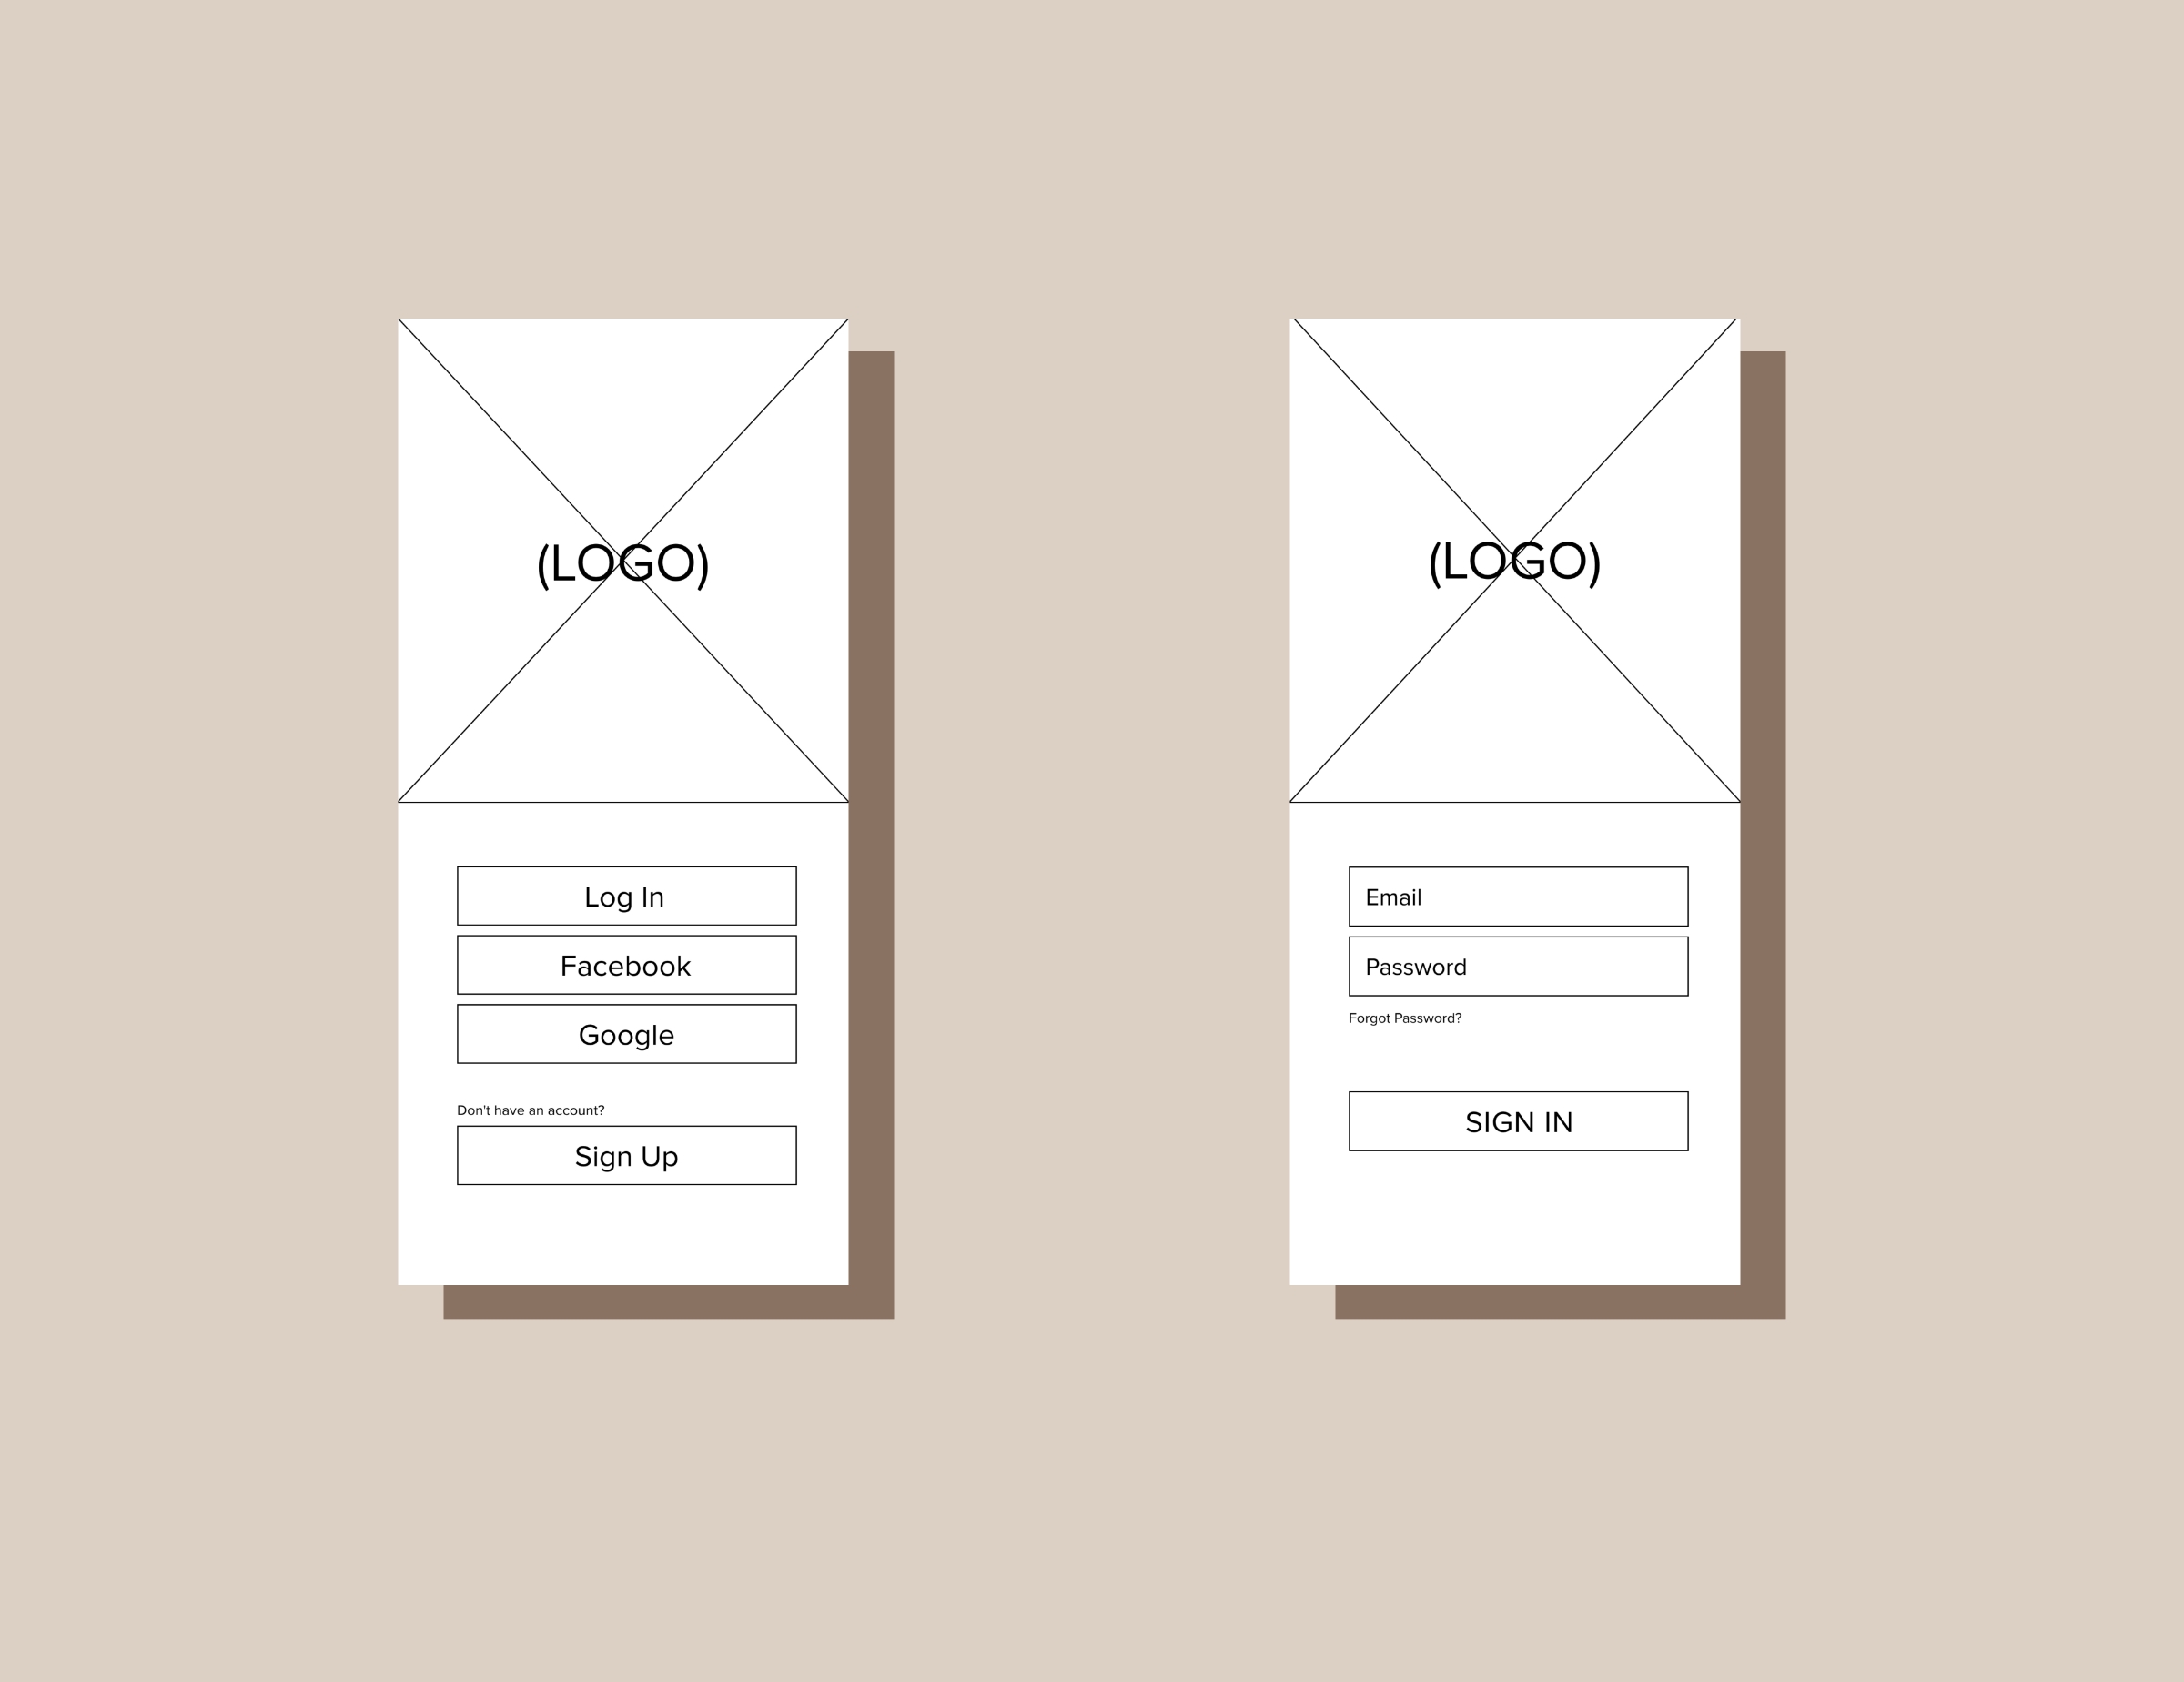 (LOGO)
Log In
Facebook
Google
Don't have an account?
Sign Up
(LOGO)
Email
Password
Forgot Password?
SIGN IN